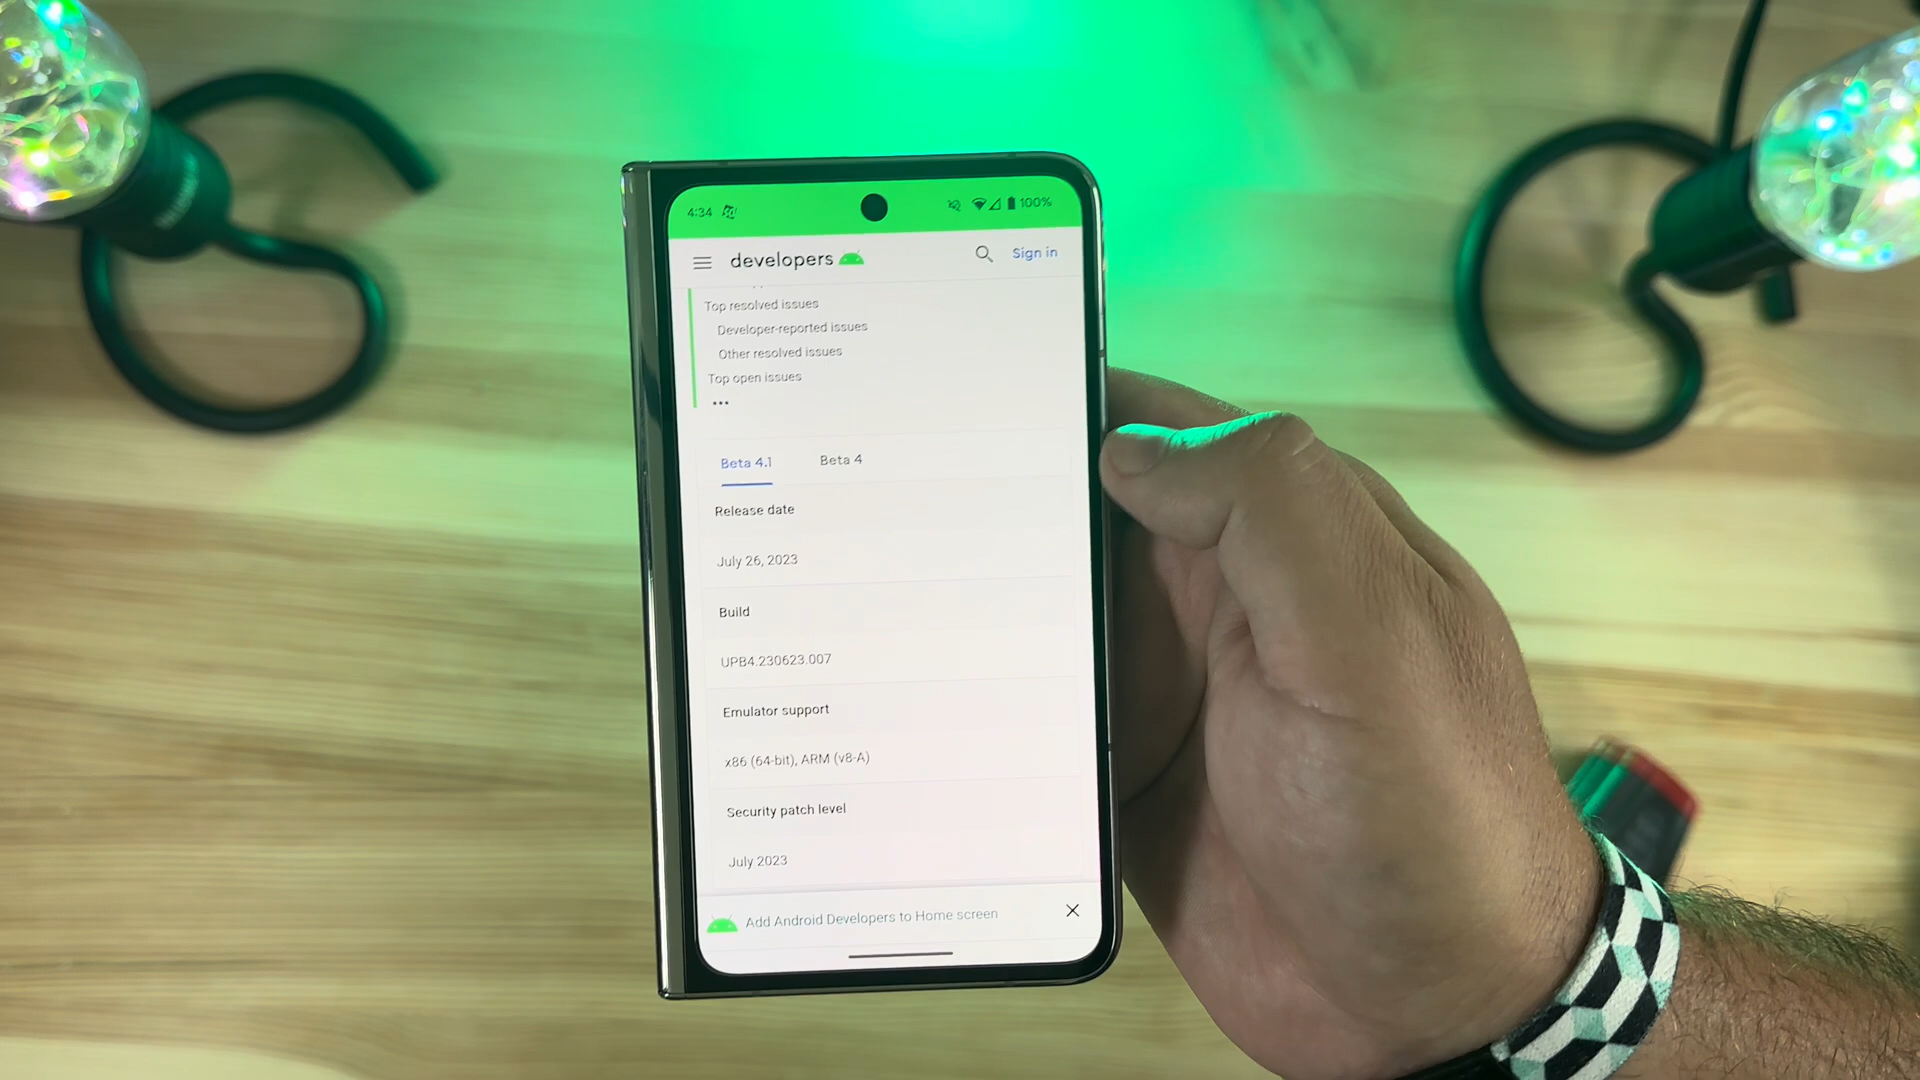 4:34 100%
developers Sign in
Top resolved issues
Developer-reported issues
Other resolved issues
Top open issues
•••
Beta 4.1 Beta 4
Release date
July 26, 2023
Build
UPB4.230623.007
Emulator support
x86 (64-bit), ARM (v8-A)
Security patch level
July 2023
Add Android Developers to Home screen